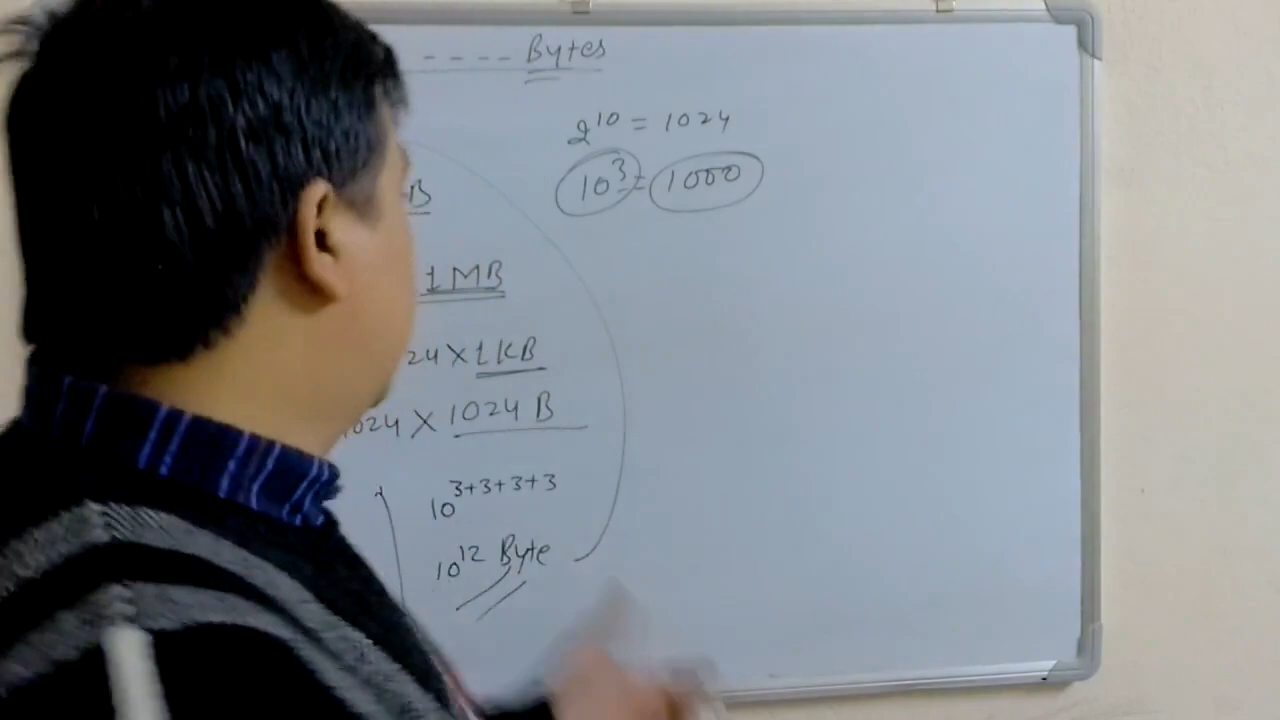 - - - - Bytes
2^10 = 1024
10^3 = 1000
B
1 MB
24 X 1 KB
1024 X 1024 B
10^3+3+3+3
10^12 Byte